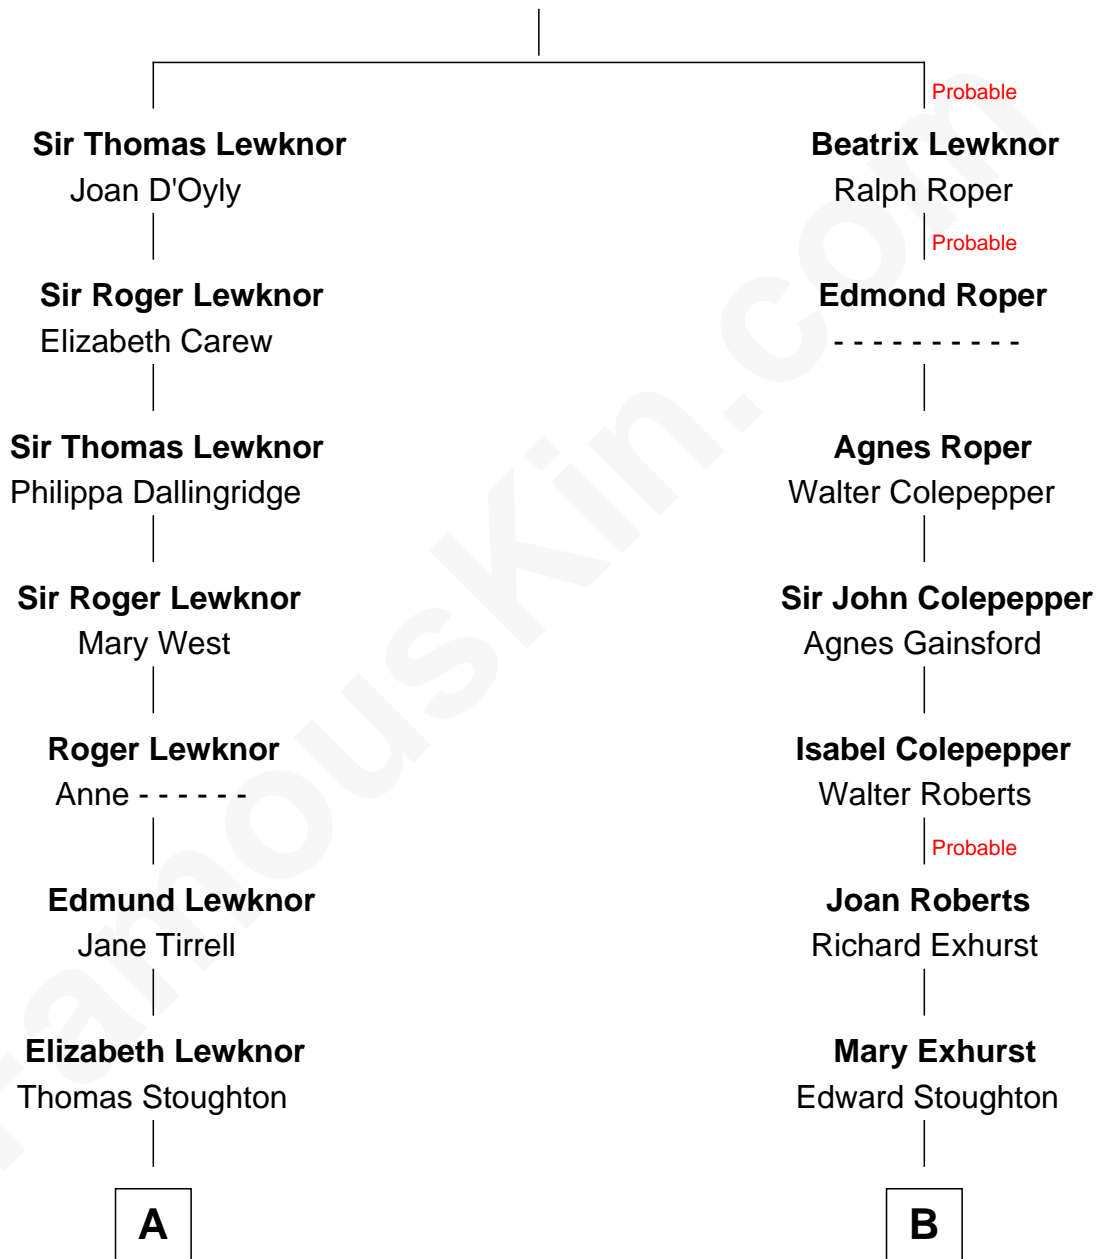 Probable
Sir Thomas Lewknor
Joan D'Oyly
Beatrix Lewknor
Ralph Roper
Probable
Sir Roger Lewknor
Elizabeth Carew
Edmond Roper
- - - - - - - - - -
Sir Thomas Lewknor
Philippa Dallingridge
Agnes Roper
Walter Colepepper
Sir Roger Lewknor
Mary West
Sir John Colepepper
Agnes Gainsford
Roger Lewknor
Anne - - - - - -
Isabel Colepepper
Walter Roberts
Probable
Edmund Lewknor
Jane Tirrell
Joan Roberts
Richard Exhurst
Elizabeth Lewknor
Thomas Stoughton
Mary Exhurst
Edward Stoughton
A
B
FamousKin.com